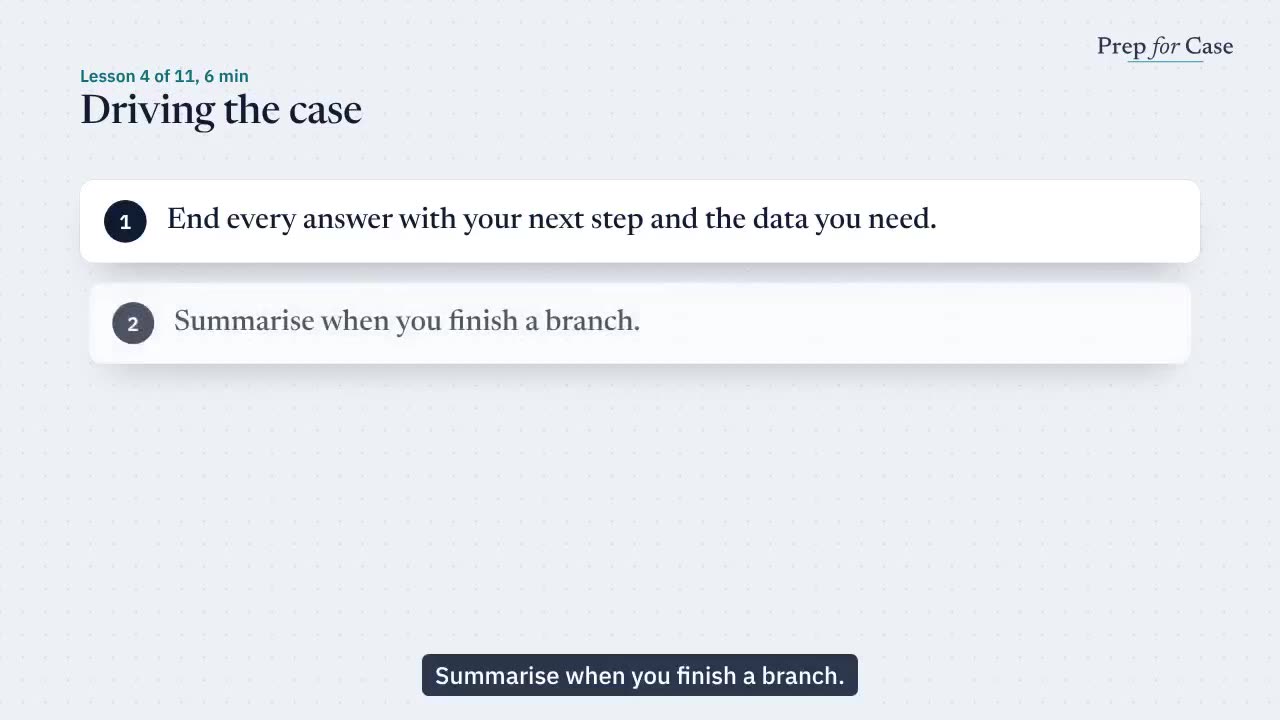 Prep for Case
Lesson 4 of 11, 6 min
Driving the case
1 End every answer with your next step and the data you need.
2 Summarise when you finish a branch.
Summarise when you finish a branch.